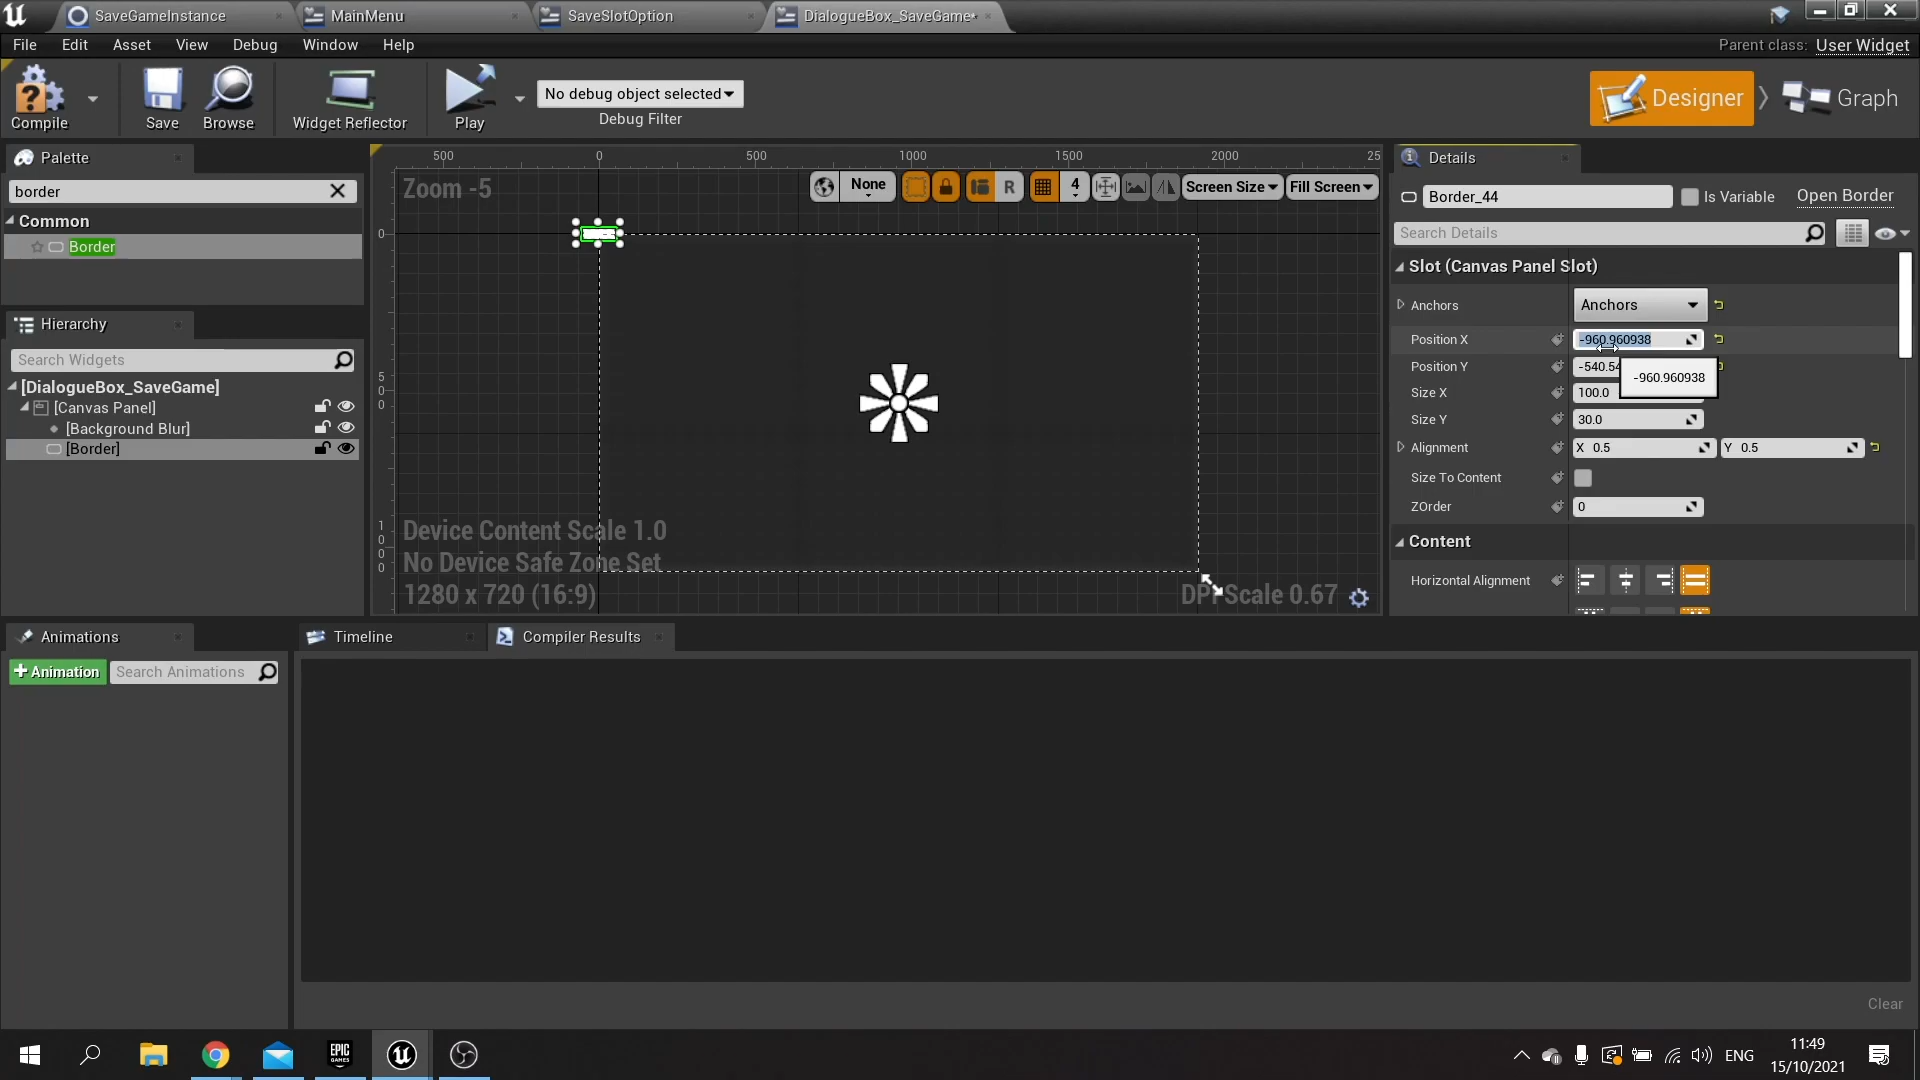 SaveGameInstance
MainMenu
SaveSlotOption
DialogueBox_SaveGame*
File Edit Asset View Debug Window Help
Parent class: User Widget
Compile
Save
Browse
Widget Reflector
Play
No debug object selected
Debug Filter
Designer
Graph
Palette
border
Common
Border
Hierarchy
Search Widgets
[DialogueBox_SaveGame]
[Canvas Panel]
[Background Blur]
[Border]
500 0 500 1000 1500 2000 25
Zoom -5
None
R
4
Screen Size
Fill Screen
0
5
0
0
1
0
0
0
Device Content Scale 1.0
No Device Safe Zone Set
1280 x 720 (16:9)
DPI Scale 0.67
Details
Border_44
Is Variable
Open Border
Search Details
Slot (Canvas Panel Slot)
Anchors
Anchors
Position X
-960.960938
Position Y
-540.54
-960.960938
Size X
100.0
Size Y
30.0
Alignment
X 0.5
Y 0.5
Size To Content
ZOrder
0
Content
Horizontal Alignment
Animations
+ Animation
Search Animations
Timeline
Compiler Results
Clear
EPIC
GAMES
ENG
11:49
15/10/2021